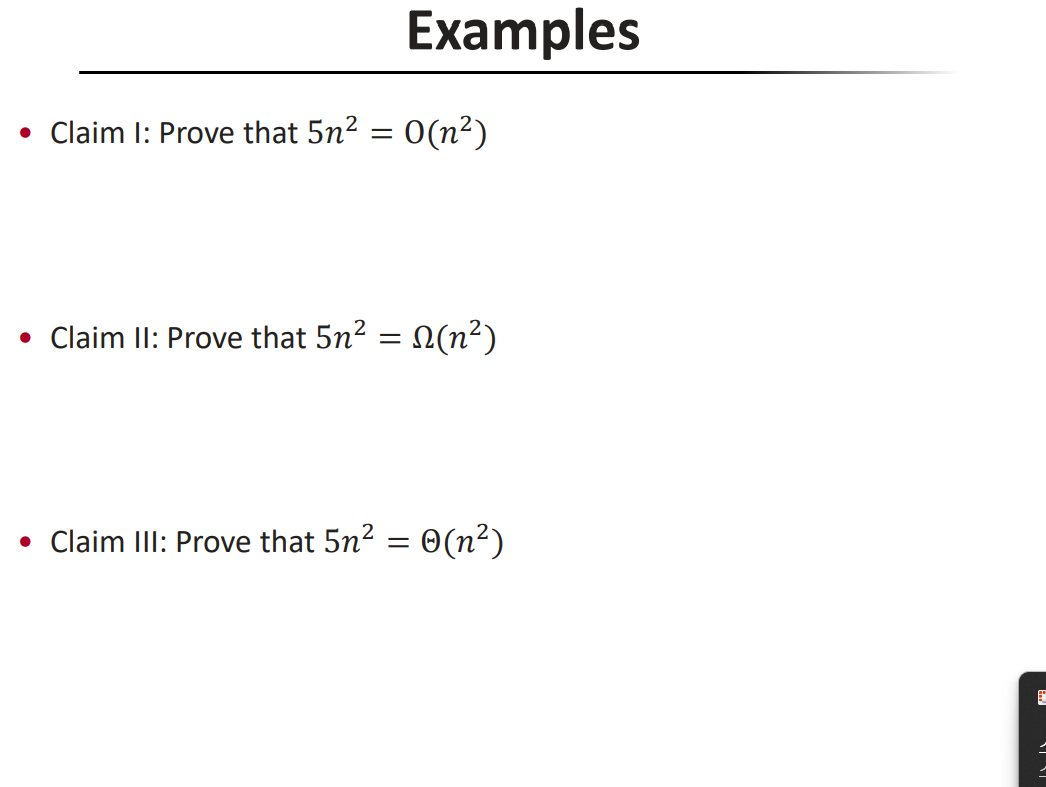 Examples
• Claim I: Prove that 5n² = O(n²)
• Claim II: Prove that 5n² = Ω(n²)
• Claim III: Prove that 5n² = Θ(n²)